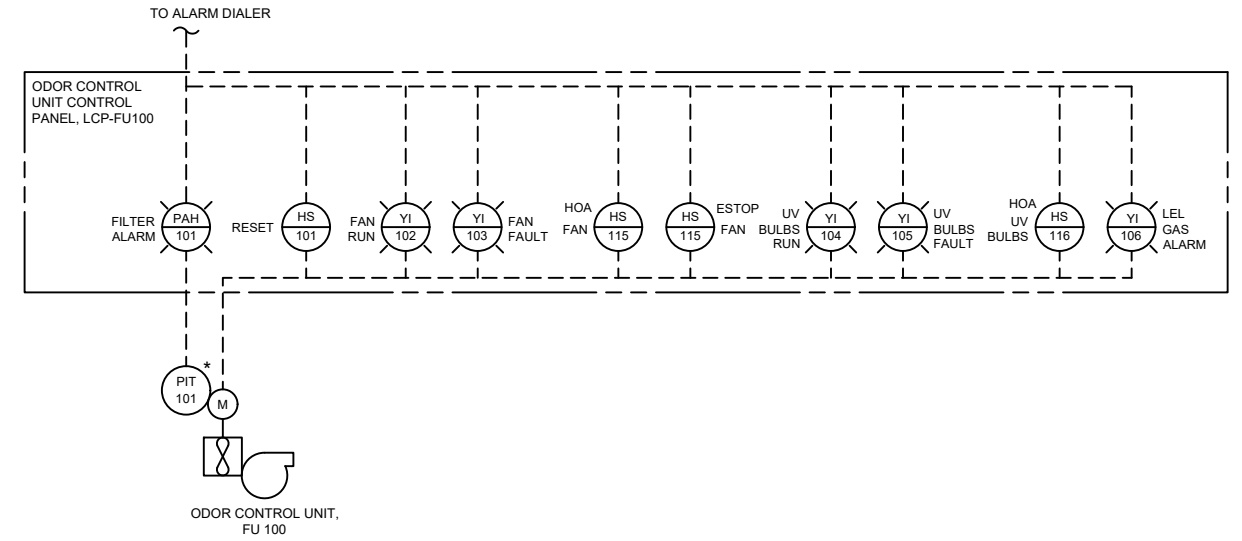 TO ALARM DIALER
ODOR CONTROL
UNIT CONTROL
PANEL, LCP-FU100
FILTER
ALARM
PAH
101
RESET
HS
101
FAN
RUN
YI
102
YI
103
FAN
FAULT
HOA
FAN
HS
115
HS
115
ESTOP
FAN
UV
BULBS
RUN
YI
104
YI
105
UV
BULBS
FAULT
HOA
UV
BULBS
HS
116
YI
106
LEL
GAS
ALARM
PIT
101
*
M
ODOR CONTROL UNIT,
FU 100